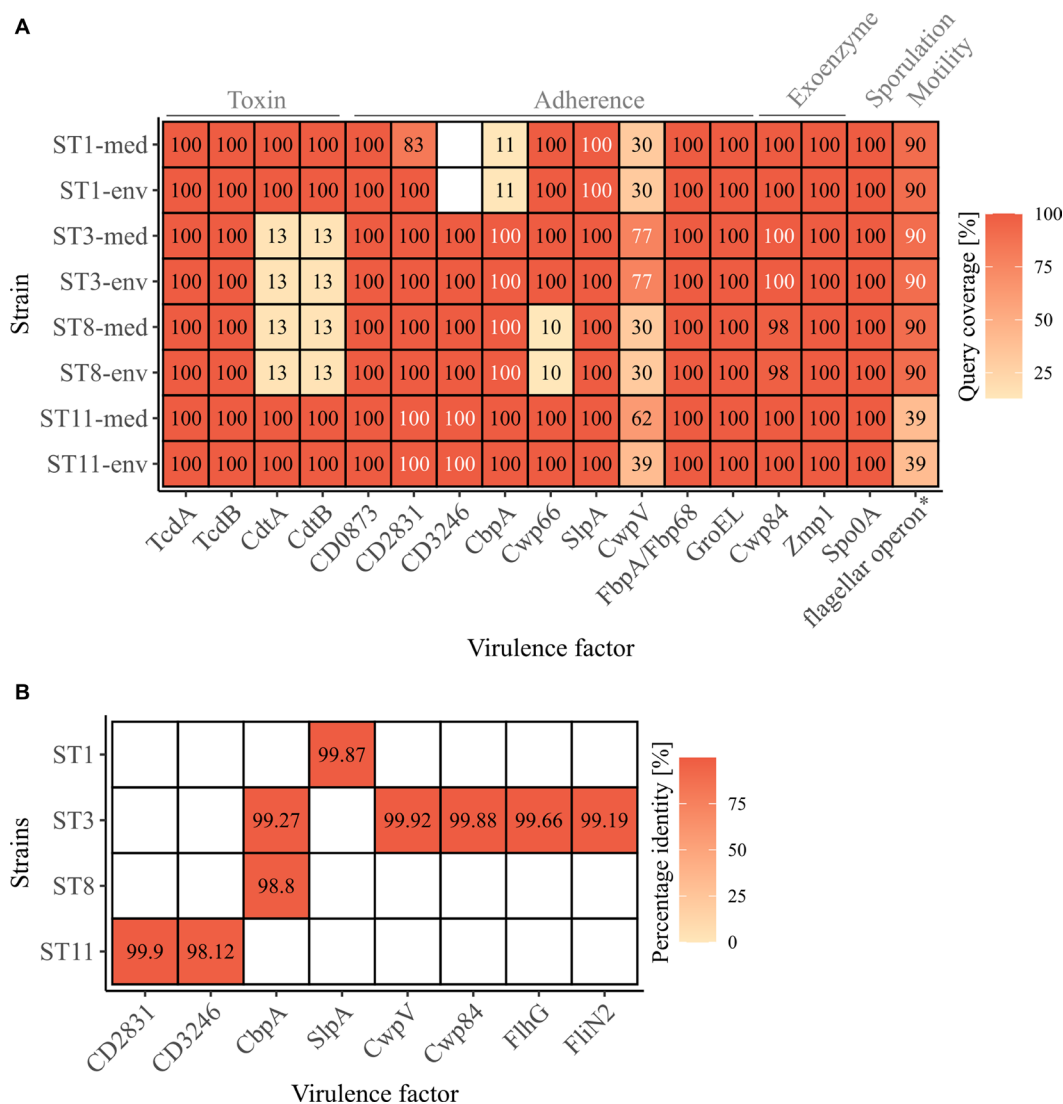 A
Toxin Adherence Exoenzyme Sporulation Motility
ST1-med 100 100 100 100 100 83 11 100 100 30 100 100 100 100 100 90
ST1-env 100 100 100 100 100 100 11 100 100 30 100 100 100 100 100 90
ST3-med 100 100 13 13 100 100 100 100 100 100 77 100 100 100 100 100 90
ST3-env 100 100 13 13 100 100 100 100 100 100 77 100 100 100 100 100 90
ST8-med 100 100 13 13 100 100 100 100 10 100 30 100 100 98 100 100 90
ST8-env 100 100 13 13 100 100 100 100 10 100 30 100 100 98 100 100 90
ST11-med 100 100 100 100 100 100 100 100 100 100 62 100 100 100 100 100 39
ST11-env 100 100 100 100 100 100 100 100 100 100 39 100 100 100 100 100 39
TcdA TcdB CdtA CdtB CD0873 CD2831 CD3246 CbpA Cwp66 SlpA CwpV FbpA/Fbp68 GroEL Cwp84 Zmp1 Spo0A flagellar operon*
Strain
Virulence factor
Query coverage [%]
100
75
50
25
B
ST1 99.87
ST3 99.27 99.92 99.88 99.66 99.19
ST8 98.8
ST11 99.9 98.12
CD2831 CD3246 CbpA SlpA CwpV Cwp84 FlhG FliN2
Strains
Virulence factor
Percentage identity [%]
75
50
25
0